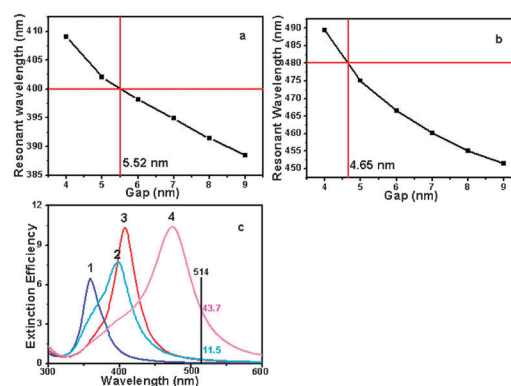 a
Resonant wavelength (nm)
410
405
400
395
390
385
5.52 nm
4 5 6 7 8 9
Gap (nm)
b
Resonant Wavelength (nm)
490
485
480
475
470
465
460
455
450
4.65 nm
4 5 6 7 8 9
Gap (nm)
c
Extinction Efficiency
12
9
6
3
0
1
2
3
4
514
43.7
11.5
300 400 500 600
Wavelength (nm)